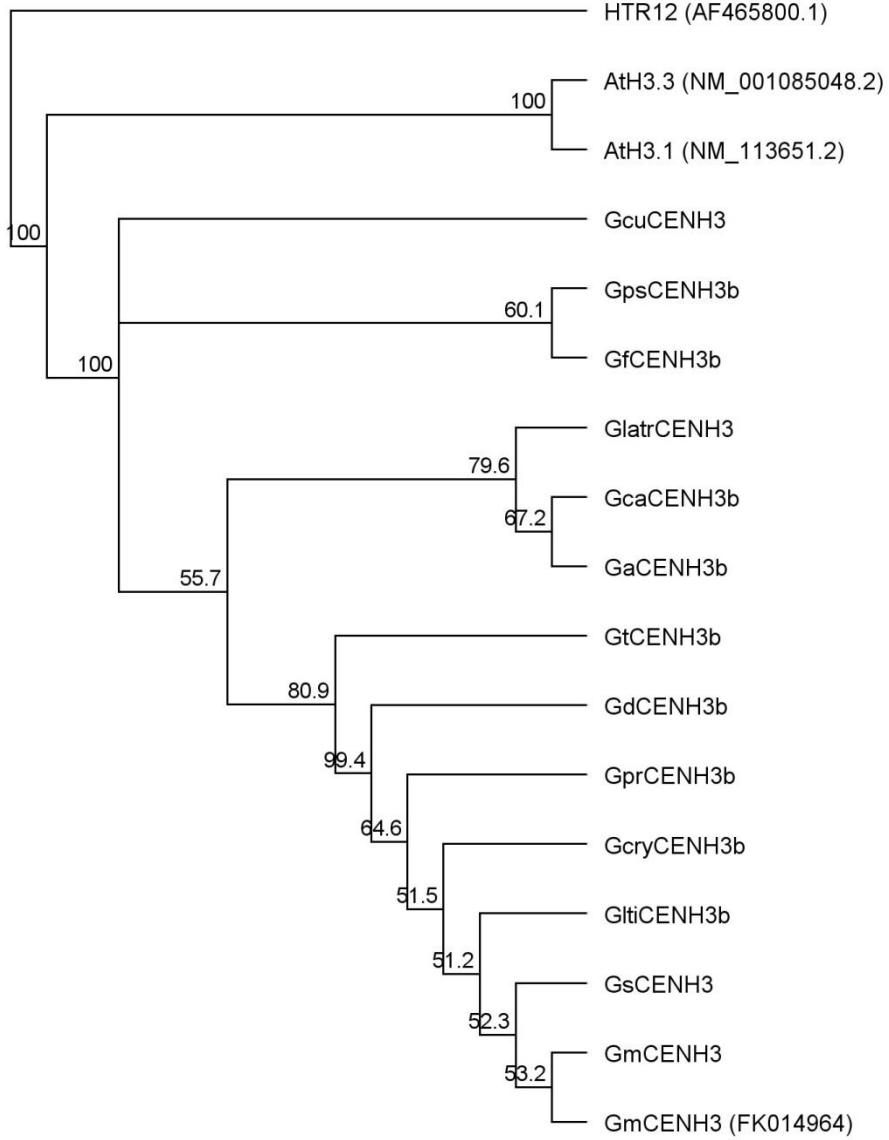 HTR12 (AF465800.1)
AtH3.3 (NM_001085048.2)
100
AtH3.1 (NM_113651.2)
GcuCENH3
100
GpsCENH3b
60.1
GfCENH3b
100
GlatrCENH3
79.6
GcaCENH3b
67.2
GaCENH3b
55.7
GtCENH3b
80.9
GdCENH3b
99.4
GprCENH3b
64.6
GcryCENH3b
51.5
GltiCENH3b
51.2
GsCENH3
52.3
GmCENH3
53.2
GmCENH3 (FK014964)